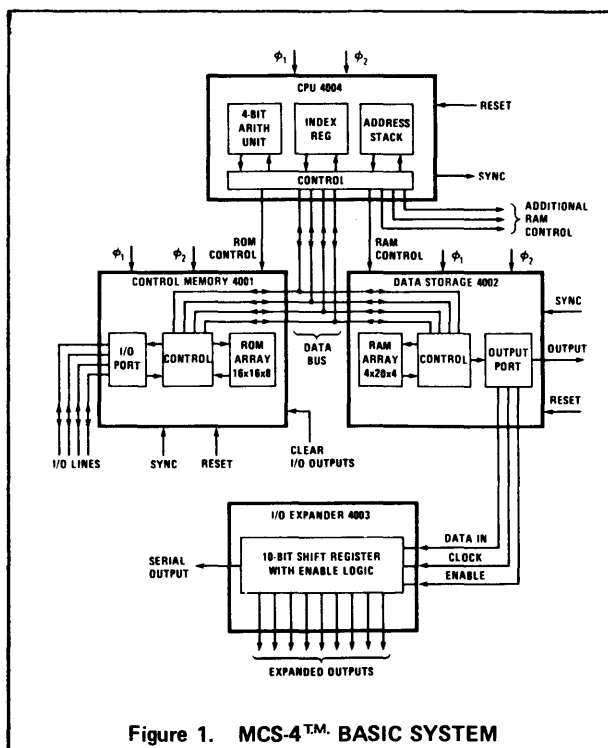 ϕ1 ϕ2
CPU 4004
4-BIT
ARITH
UNIT
INDEX
REG
ADDRESS
STACK
CONTROL
RESET
SYNC
ADDITIONAL
RAM
CONTROL
ROM
CONTROL
RAM
CONTROL
ϕ1 ϕ2
CONTROL MEMORY 4001
I/O
PORT
CONTROL
ROM
ARRAY
16x16x8
DATA
BUS
I/O LINES
SYNC
RESET
CLEAR
I/O OUTPUTS
ϕ1 ϕ2
DATA STORAGE 4002
RAM
ARRAY
4x20x4
CONTROL
OUTPUT
PORT
SYNC
OUTPUT
RESET
I/O EXPANDER 4003
10-BIT SHIFT REGISTER
WITH ENABLE LOGIC
SERIAL
OUTPUT
DATA IN
CLOCK
ENABLE
EXPANDED OUTPUTS
Figure 1. MCS-4T.M. BASIC SYSTEM